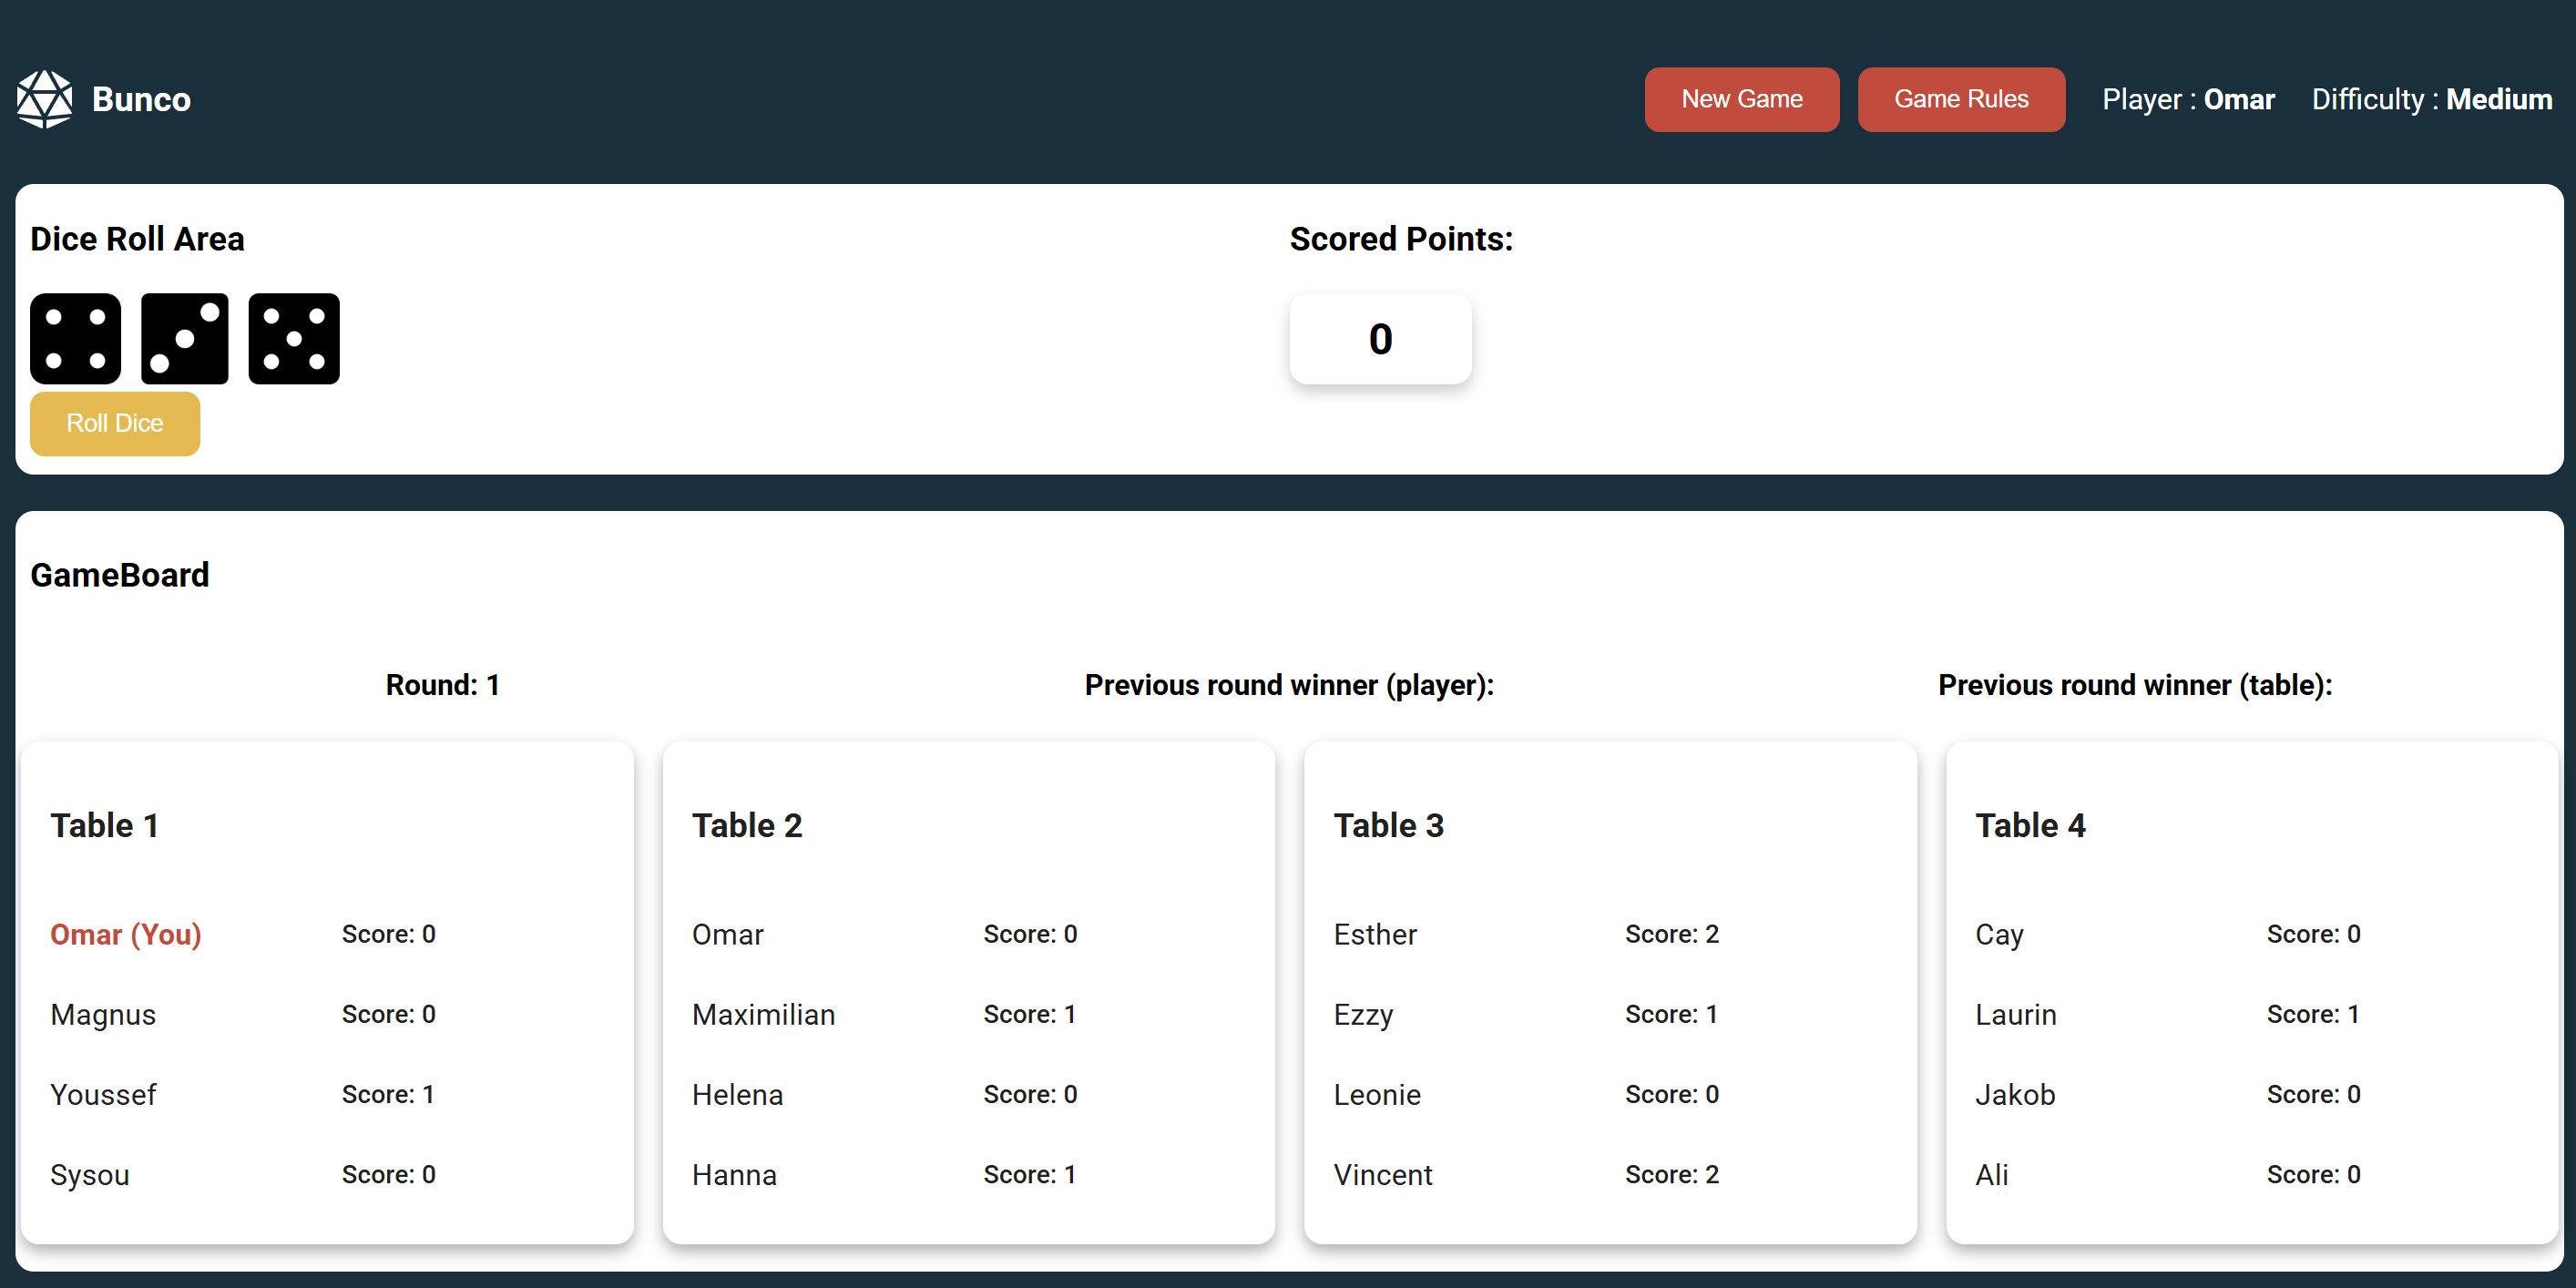 Bunco
New Game
Game Rules
Player : Omar
Difficulty : Medium
Dice Roll Area
Scored Points:
0
Roll Dice
GameBoard
Round: 1
Previous round winner (player):
Previous round winner (table):
Table 1
Omar (You) Score: 0
Magnus Score: 0
Youssef Score: 1
Sysou Score: 0
Table 2
Omar Score: 0
Maximilian Score: 1
Helena Score: 0
Hanna Score: 1
Table 3
Esther Score: 2
Ezzy Score: 1
Leonie Score: 0
Vincent Score: 2
Table 4
Cay Score: 0
Laurin Score: 1
Jakob Score: 0
Ali Score: 0